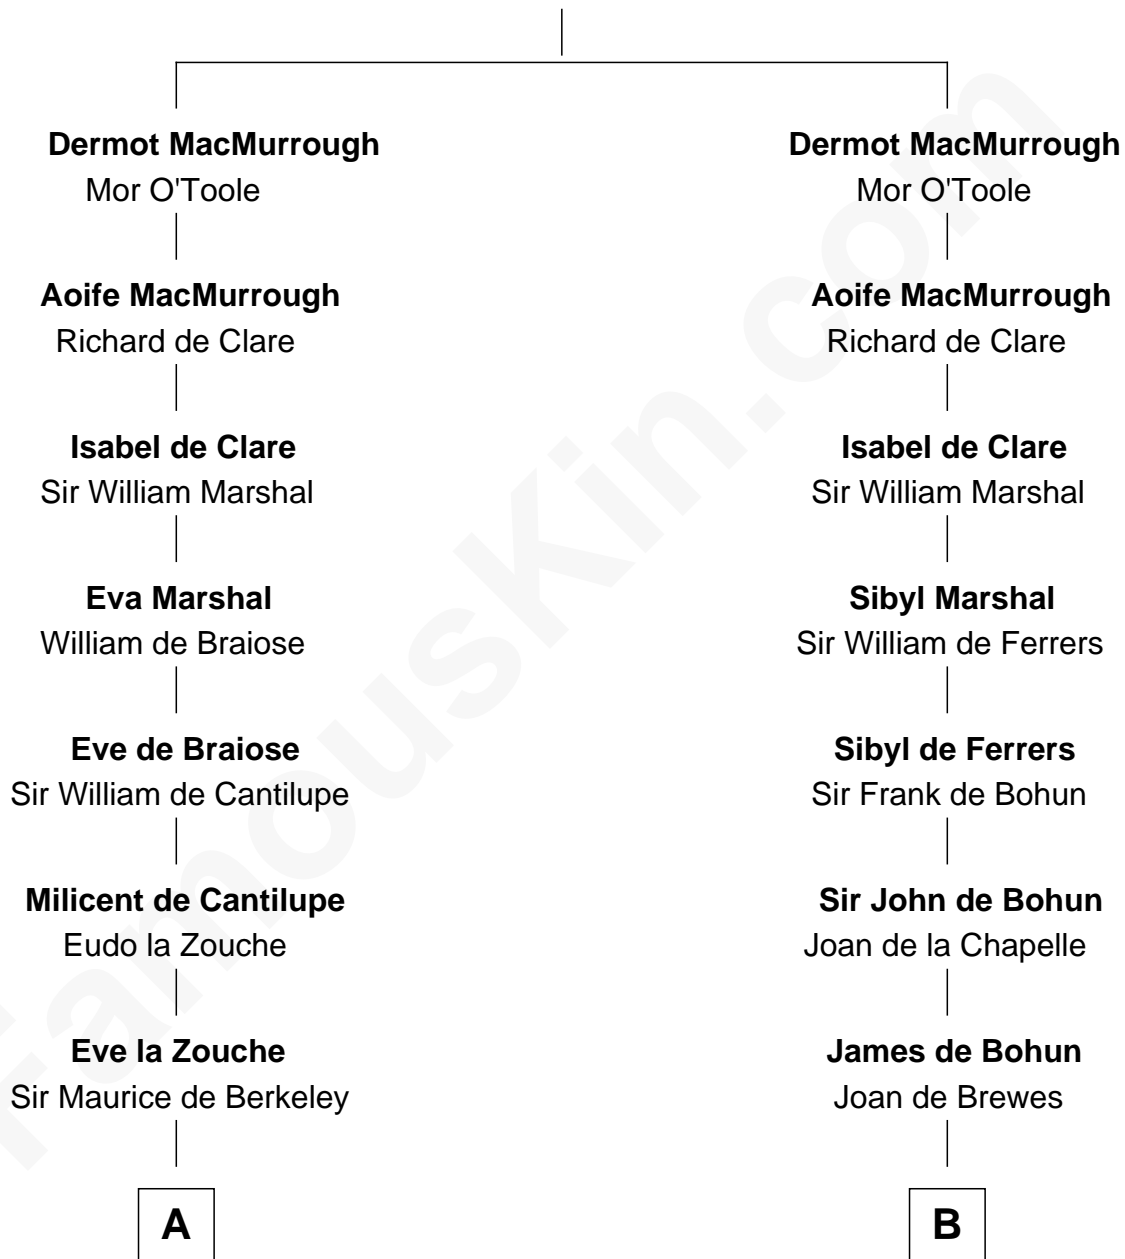 Dermot MacMurrough
Mor O'Toole
Aoife MacMurrough
Richard de Clare
Isabel de Clare
Sir William Marshal
Eva Marshal
William de Braiose
Eve de Braiose
Sir William de Cantilupe
Milicent de Cantilupe
Eudo la Zouche
Eve la Zouche
Sir Maurice de Berkeley
A
Dermot MacMurrough
Mor O'Toole
Aoife MacMurrough
Richard de Clare
Isabel de Clare
Sir William Marshal
Sibyl Marshal
Sir William de Ferrers
Sibyl de Ferrers
Sir Frank de Bohun
Sir John de Bohun
Joan de la Chapelle
James de Bohun
Joan de Brewes
B
FamousKin.com